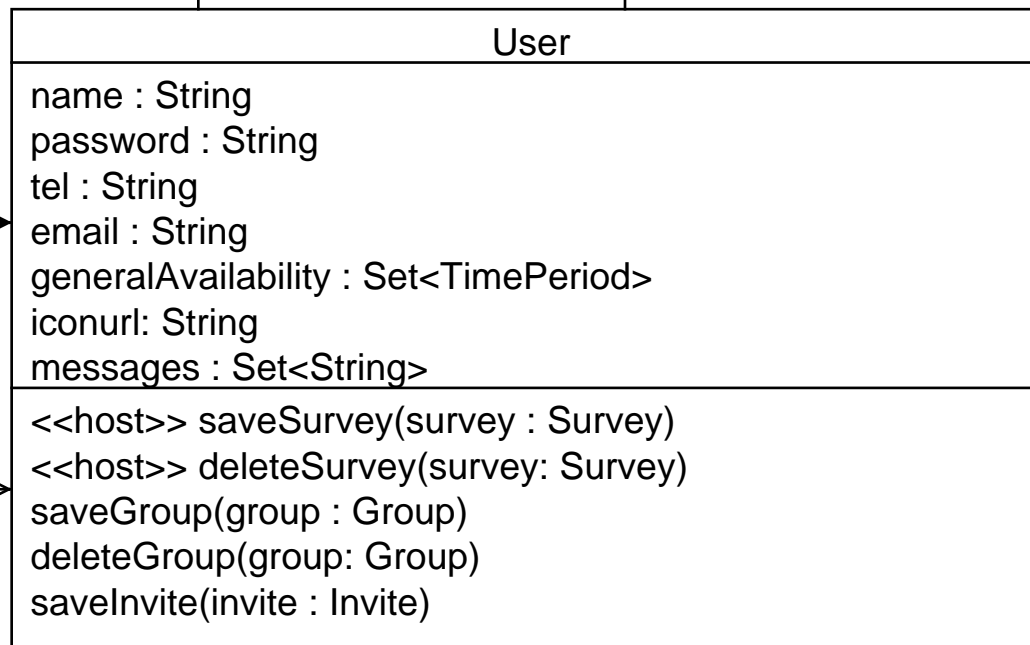 User
name : String
password : String
tel : String
email : String
generalAvailability : Set<TimePeriod>
iconurl: String
messages : Set<String>
<<host>> saveSurvey(survey : Survey)
<<host>> deleteSurvey(survey: Survey)
saveGroup(group : Group)
deleteGroup(group: Group)
saveInvite(invite : Invite)